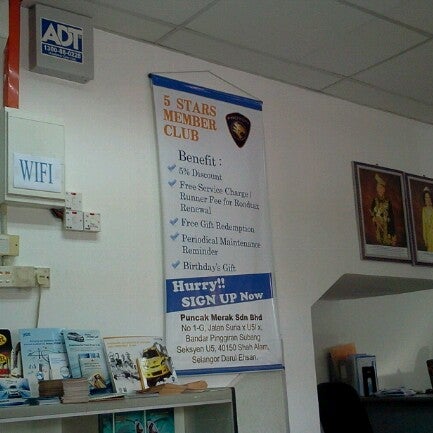 ADT
1300-88-0228
WIFI
5 STARS
MEMBER
CLUB
Benefit :
5% Discount
Free Service Charge /
Runner Fee for Roadtax
Renewal
Free Gift Redemption
Periodical Maintenance
Reminder
Birthday's Gift
Hurry!!
SIGN UP Now
Puncak Merak Sdn Bhd
No 1-G, Jalan Suria x U5/ x,
Bandar Pinggiran Subang
Seksyen U5, 40150 Shah Alam,
Selangor Darul Ehsan.